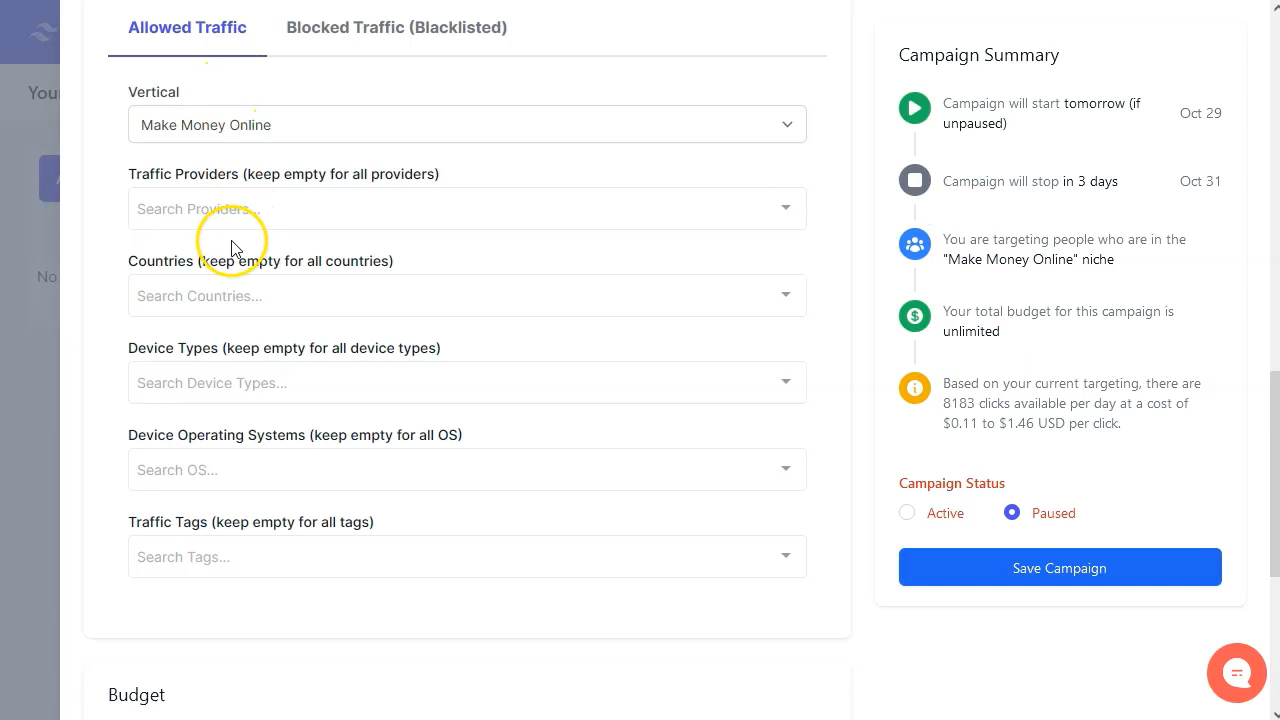 Allowed Traffic
Blocked Traffic (Blacklisted)
You
Vertical
Make Money Online
Traffic Providers (keep empty for all providers)
Search Providers...
Countries (keep empty for all countries)
No
Search Countries...
Device Types (keep empty for all device types)
Search Device Types...
Device Operating Systems (keep empty for all OS)
Search OS...
Traffic Tags (keep empty for all tags)
Search Tags...
Budget
Campaign Summary
Campaign will start tomorrow (if
unpaused)
Oct 29
Campaign will stop in 3 days
Oct 31
You are targeting people who are in the
"Make Money Online" niche
Your total budget for this campaign is
unlimited
Based on your current targeting, there are
8183 clicks available per day at a cost of
$0.11 to $1.46 USD per click.
Campaign Status
Active
Paused
Save Campaign